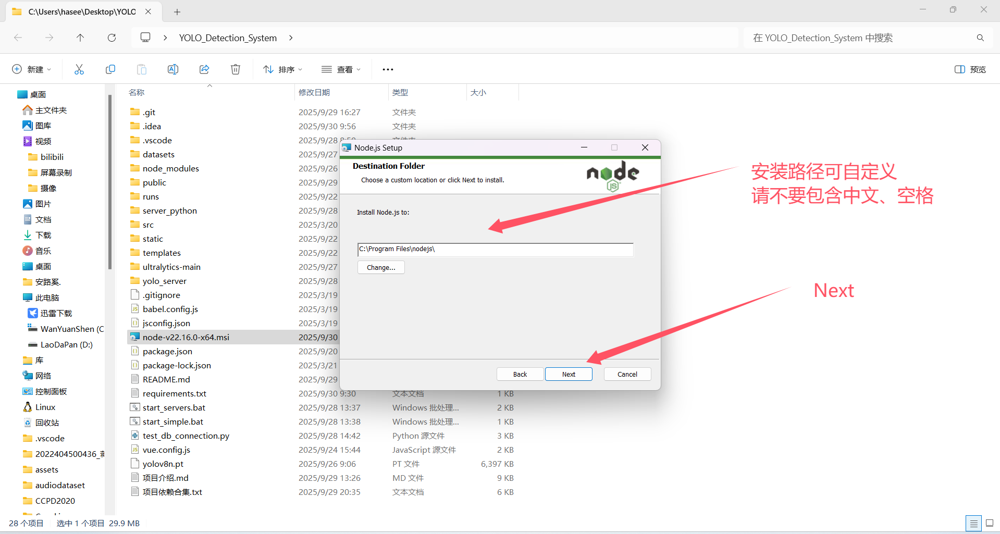 C:\Users\hasee\Desktop\YOLO
YOLO_Detection_System
在 YOLO_Detection_System 中搜索
新建
排序
查看
预览
桌面
主文件夹
图库
视频
bilibili
屏幕录制
摄像
图片
文档
下载
音乐
桌面
安路奚.
此电脑
迅雷下载
WanYuanShen (C
LaoDaPan (D:)
库
网络
控制面板
Linux
回收站
.vscode
2022404500436_
assets
audiodataset
CCPD2020
名称 修改日期 类型 大小
.git 2025/9/29 16:27 文件夹
.idea 2025/9/30 9:56 文件夹
.vscode 2025/9/28 8:50 文件夹
datasets 2025/9/27
node_modules 2025/9/26
public 2025/9/29
runs 2025/9/22
server_python 2025/9/28
src 2025/3/20
static 2025/9/22
templates 2025/9/22
ultralytics-main 2025/9/27
yolo_server 2025/9/28
.gitignore 2025/3/19
babel.config.js 2025/3/19
jsconfig.json 2025/3/19
node-v22.16.0-x64.msi 2025/9/30
package.json 2025/9/20
package-lock.json 2025/3/21
README.md 2025/9/29
requirements.txt 2025/9/30 9:30 文本文档 1 KB
start_servers.bat 2025/9/28 13:37 Windows 批处理... 2 KB
start_simple.bat 2025/9/28 13:38 Windows 批处理... 1 KB
test_db_connection.py 2025/9/28 14:42 Python 源文件 3 KB
vue.config.js 2025/9/24 15:44 JavaScript 源文件 2 KB
yolov8n.pt 2025/9/26 9:06 PT 文件 6,397 KB
项目介绍.md 2025/9/29 13:26 MD 文件 9 KB
项目依赖合集.txt 2025/9/29 20:35 文本文档 6 KB
Node.js Setup
Destination Folder
Choose a custom location or click Next to install.
node
JS
Install Node.js to:
C:\Program Files\nodejs\
Change...
Back Next Cancel
安装路径可自定义
请不要包含中文、空格
Next
28 个项目 选中 1 个项目 29.9 MB